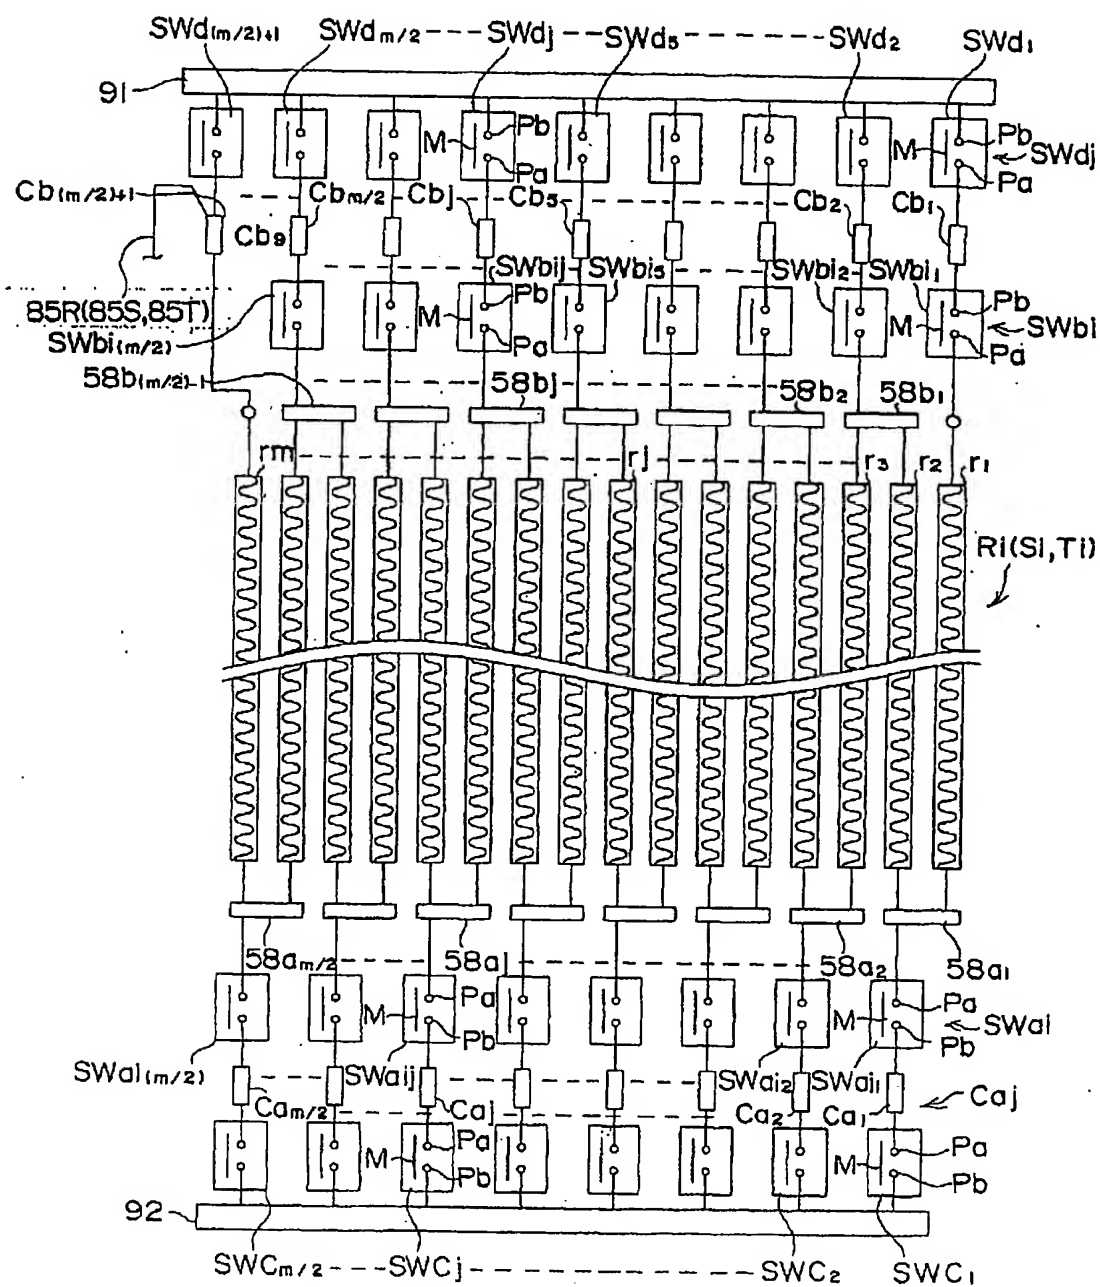 SWd(m/2)+1 SWdm/2 SWdj SWd5 SWd2 SWd1
91
Pb Pb
M M SWdj
Pa Pa
Cb(m/2)+1 Cbm/2 Cbj Cb5 Cb2 Cb1
Cb9
SWbij SWbi5 SWbi2 SWbi1
Pb Pb
85R(85S,85T) M M SWbi
SWbi(m/2) Pa Pa
58b(m/2)-1 58bj 58b2 58b1
rm rj r3 r2 r1
Ri(Si,Ti)
58am/2 58aj 58a2 58a1
Pa Pa
M M SWai
Pb Pb
SWai(m/2) SWaij SWai2 SWai1
Cam/2 Caj Ca2 Ca1 Caj
Pa Pa
M M
Pb Pb
92
SWCm/2 SWCj SWC2 SWC1